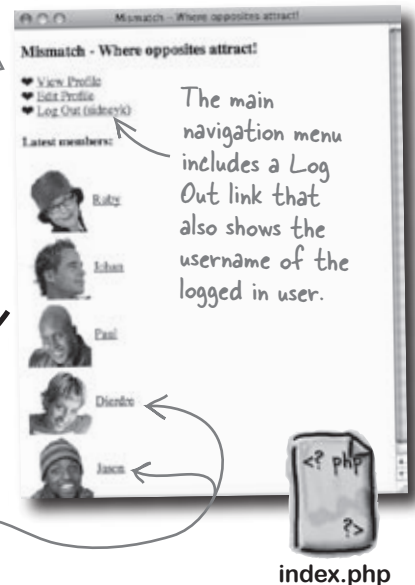 Mismatch - Where opposites attract!
Mismatch - Where opposites attract!
❤ View Profile
❤ Edit Profile
❤ Log Out (sidneyk)
Latest members:
Ruby
Johan
Paul
Dierdre
Jason
The main
navigation menu
includes a Log
Out link that
also shows the
username of the
logged in user.
<? php
?>
index.php